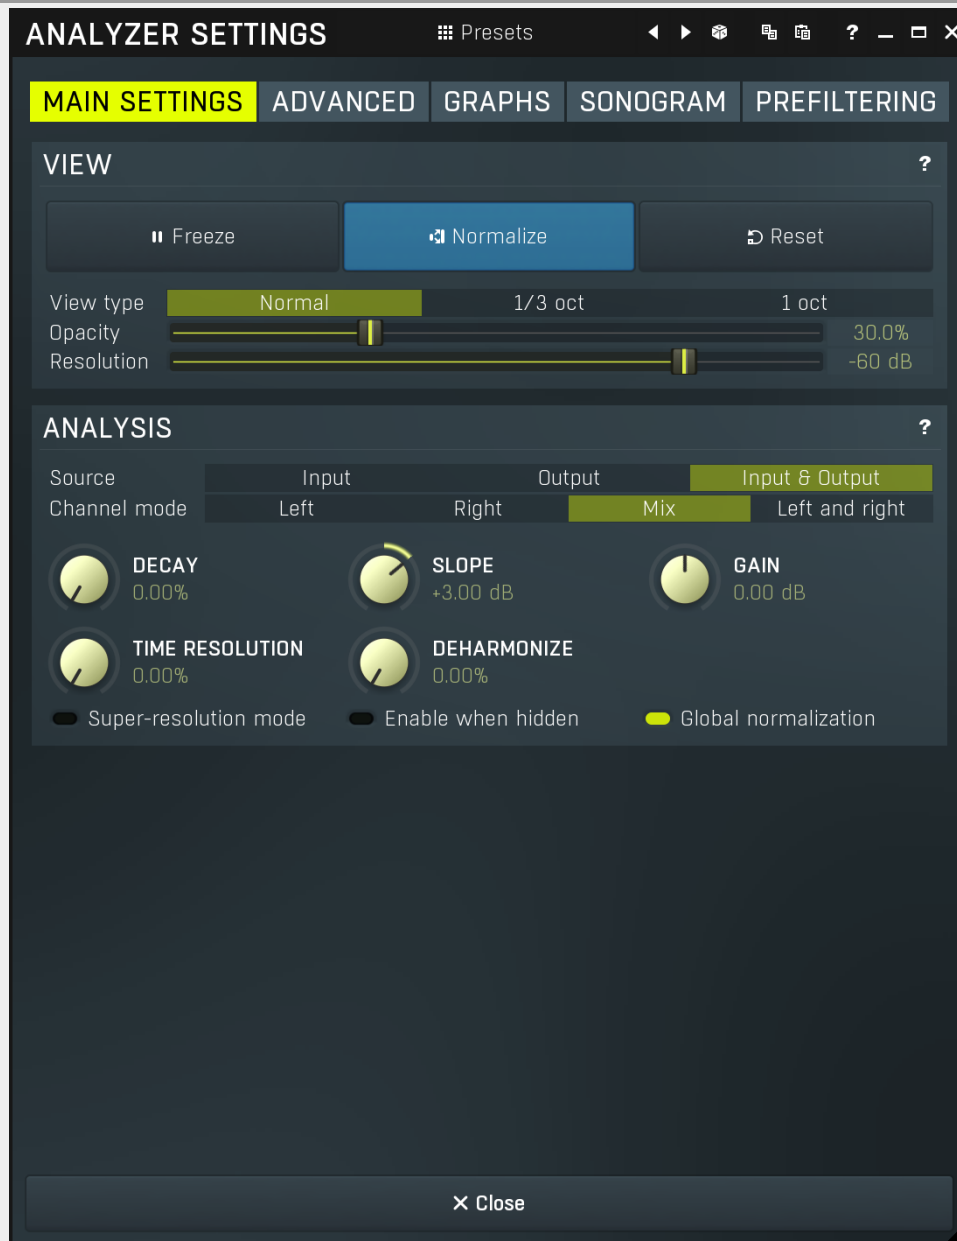 ANALYZER SETTINGS Presets ?
MAIN SETTINGS ADVANCED GRAPHS SONOGRAM PREFILTERING
VIEW ?
Freeze Normalize Reset
View type Normal 1/3 oct 1 oct
Opacity 30.0%
Resolution -60 dB
ANALYSIS ?
Source Input Output Input & Output
Channel mode Left Right Mix Left and right
DECAY SLOPE GAIN
0.00% +3.00 dB 0.00 dB
TIME RESOLUTION DEHARMONIZE
0.00% 0.00%
Super-resolution mode Enable when hidden Global normalization
Close